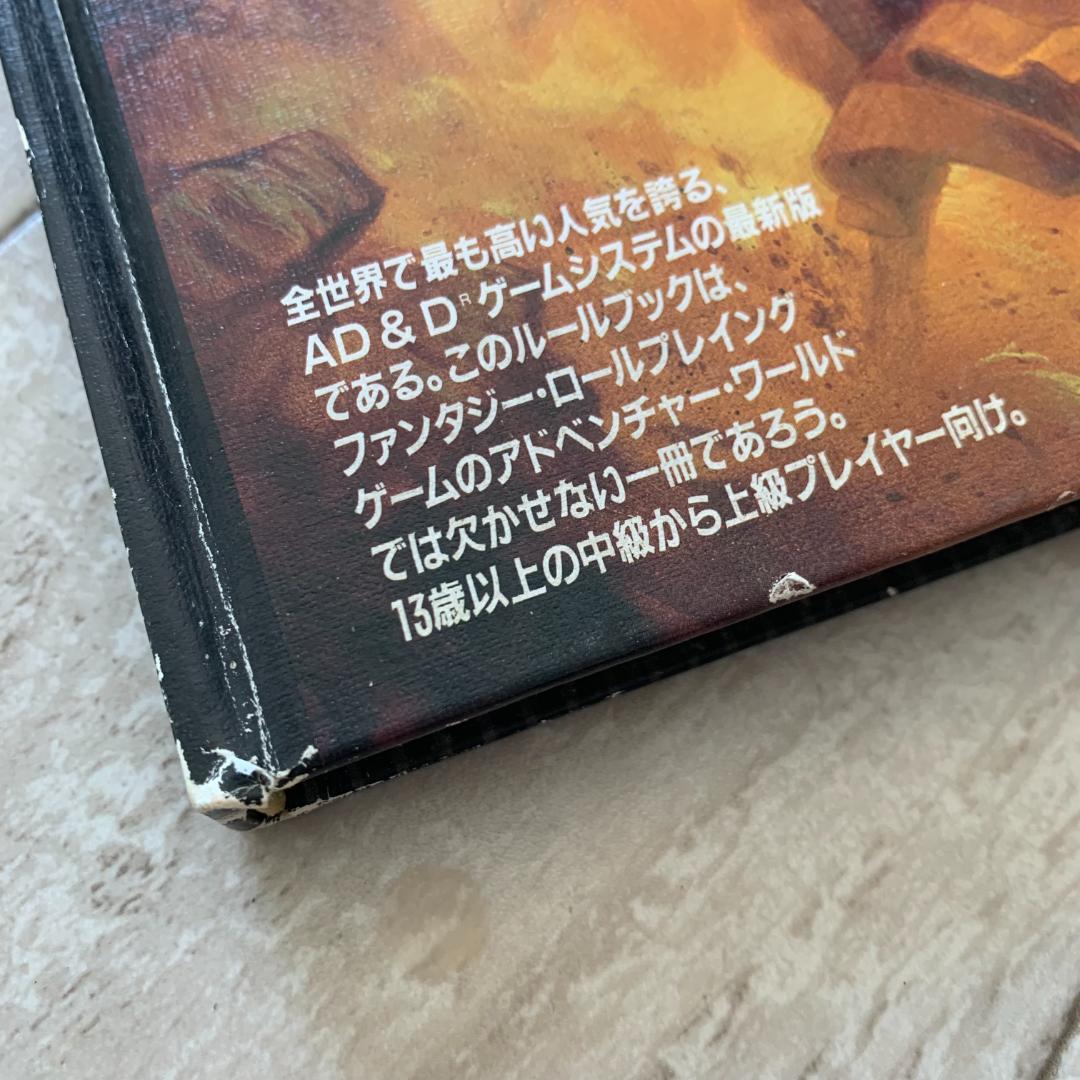 全世界で最も高い人気を誇る、
AD&D®ゲームシステムの最新版
である。このルールブックは、
ファンタジー・ロールプレイング
ゲームのアドベンチャー・ワールド
では欠かせない一冊であろう。
13歳以上の中級から上級プレイヤー向け。